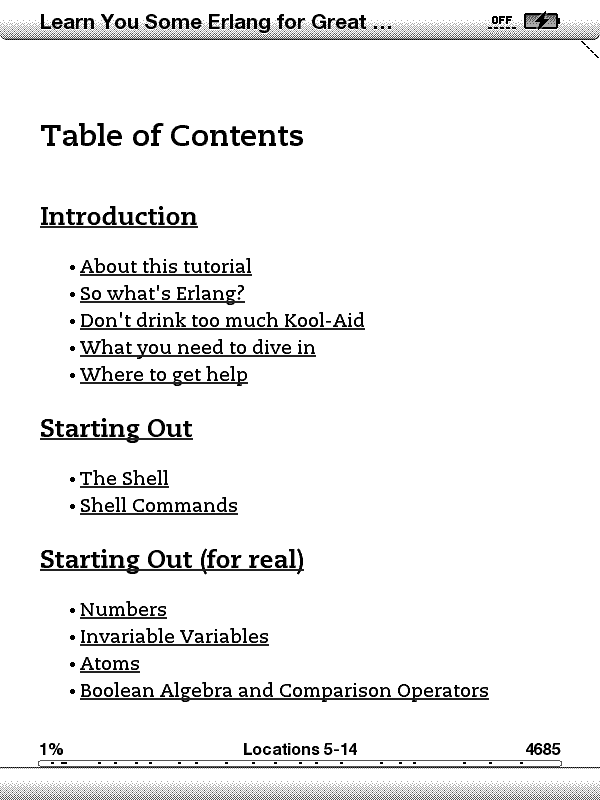 Learn You Some Erlang for Great ...
OFF
Table of Contents
Introduction
• About this tutorial
• So what's Erlang?
• Don't drink too much Kool-Aid
• What you need to dive in
• Where to get help
Starting Out
• The Shell
• Shell Commands
Starting Out (for real)
• Numbers
• Invariable Variables
• Atoms
• Boolean Algebra and Comparison Operators
1% Locations 5-14 4685